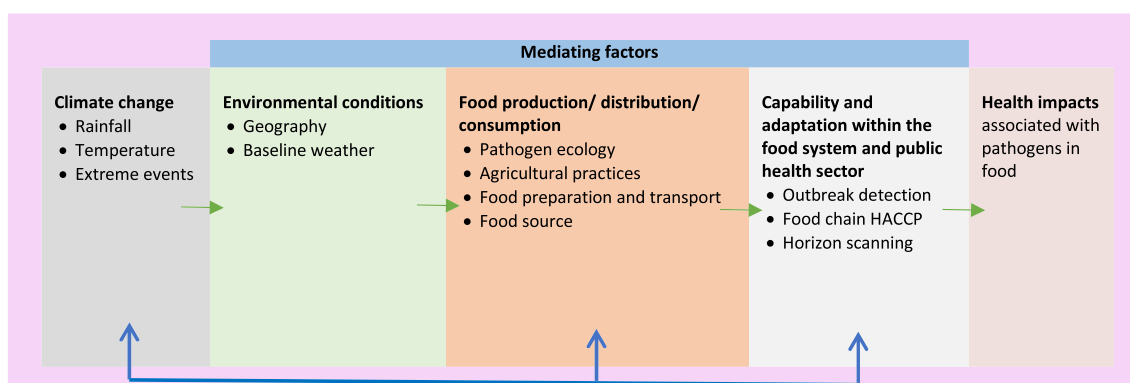 Mediating factors
Climate change
• Rainfall
• Temperature
• Extreme events
Environmental conditions
• Geography
• Baseline weather
Food production/ distribution/
consumption
• Pathogen ecology
• Agricultural practices
• Food preparation and transport
• Food source
Capability and
adaptation within the
food system and public
health sector
• Outbreak detection
• Food chain HACCP
• Horizon scanning
Health impacts
associated with
pathogens in
food